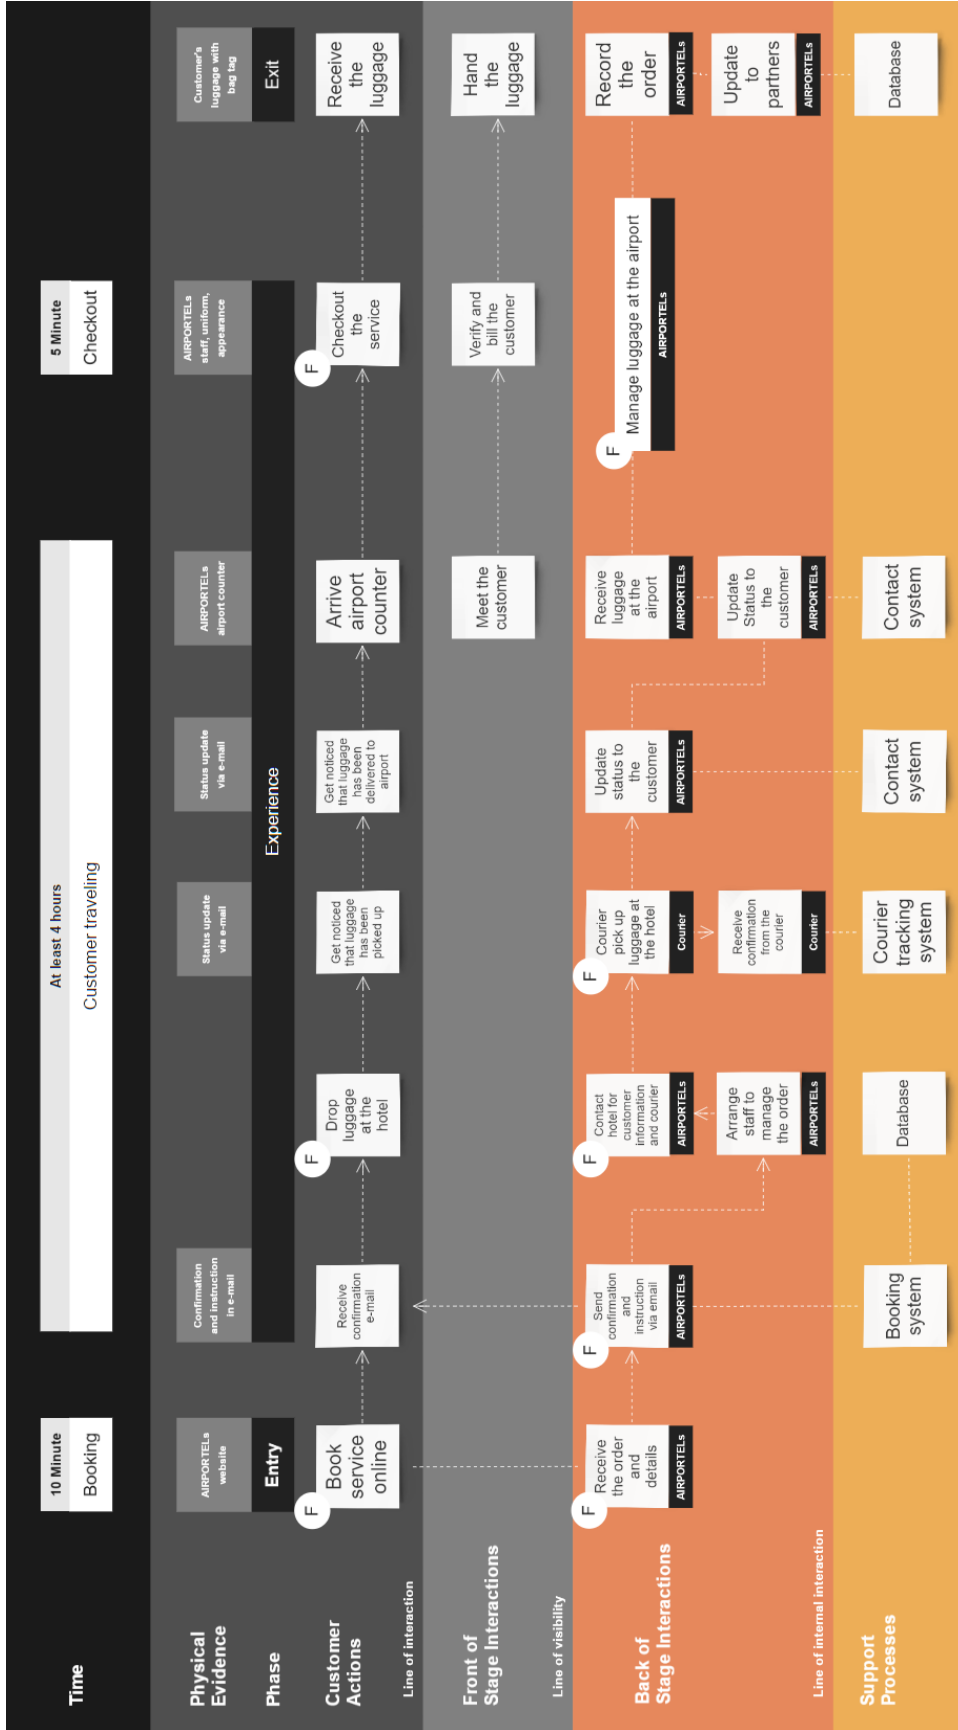 Time
10 Minute
Booking
At least 4 hours
Customer traveling
5 Minute
Checkout
Physical
Evidence
AIRPORTELs
website
Confirmation
and instruction
in e-mail
Status update
via e-mail
Status update
via e-mail
AIRPORTELs
airport counter
AIRPORTELs
staff, uniform,
appearance
Customer's
luggage with
bag tag
Phase
Entry
Experience
Exit
Customer
Actions
F
Book
service
online
Receive
confirmation
e-mail
F
Drop
luggage
at the
hotel
Get noticed
that luggage
has been
picked up
Get noticed
that luggage
has been
delivered to
airport
Arrive
airport
counter
F
Checkout
the
service
Receive
the
luggage
Line of interaction
Front of
Stage Interactions
Meet the
customer
Verify and
bill the
customer
Hand
the
luggage
Line of visibility
Back of
Stage Interactions
F
Receive
the order
and
details
AIRPORTELs
F
Send
confirmation
and
instruction
via email
AIRPORTELs
F
Contact
hotel for
customer
information
and courier
AIRPORTELs
Arrange
staff to
manage
the order
AIRPORTELs
F
Courier
pick up
luggage at
the hotel
Courier
Receive
confirmation
from the
courier
Courier
Update
status to
the
customer
AIRPORTELs
Receive
luggage
at the
airport
AIRPORTELs
Update
Status to
the
customer
AIRPORTELs
F
Manage luggage at the airport
AIRPORTELs
Record
the
order
AIRPORTELs
Update
to
partners
AIRPORTELs
Line of internal interaction
Support
Processes
Booking
system
Database
Courier
tracking
system
Contact
system
Contact
system
Database